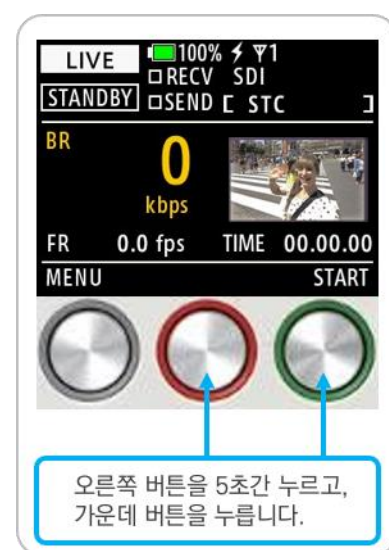 LIVE 100% 1
RECV SDI
STANDBY SEND [ STC ]
BR
0
kbps
FR 0.0 fps TIME 00.00.00
MENU START
오른쪽 버튼을 5초간 누르고,
가운데 버튼을 누릅니다.